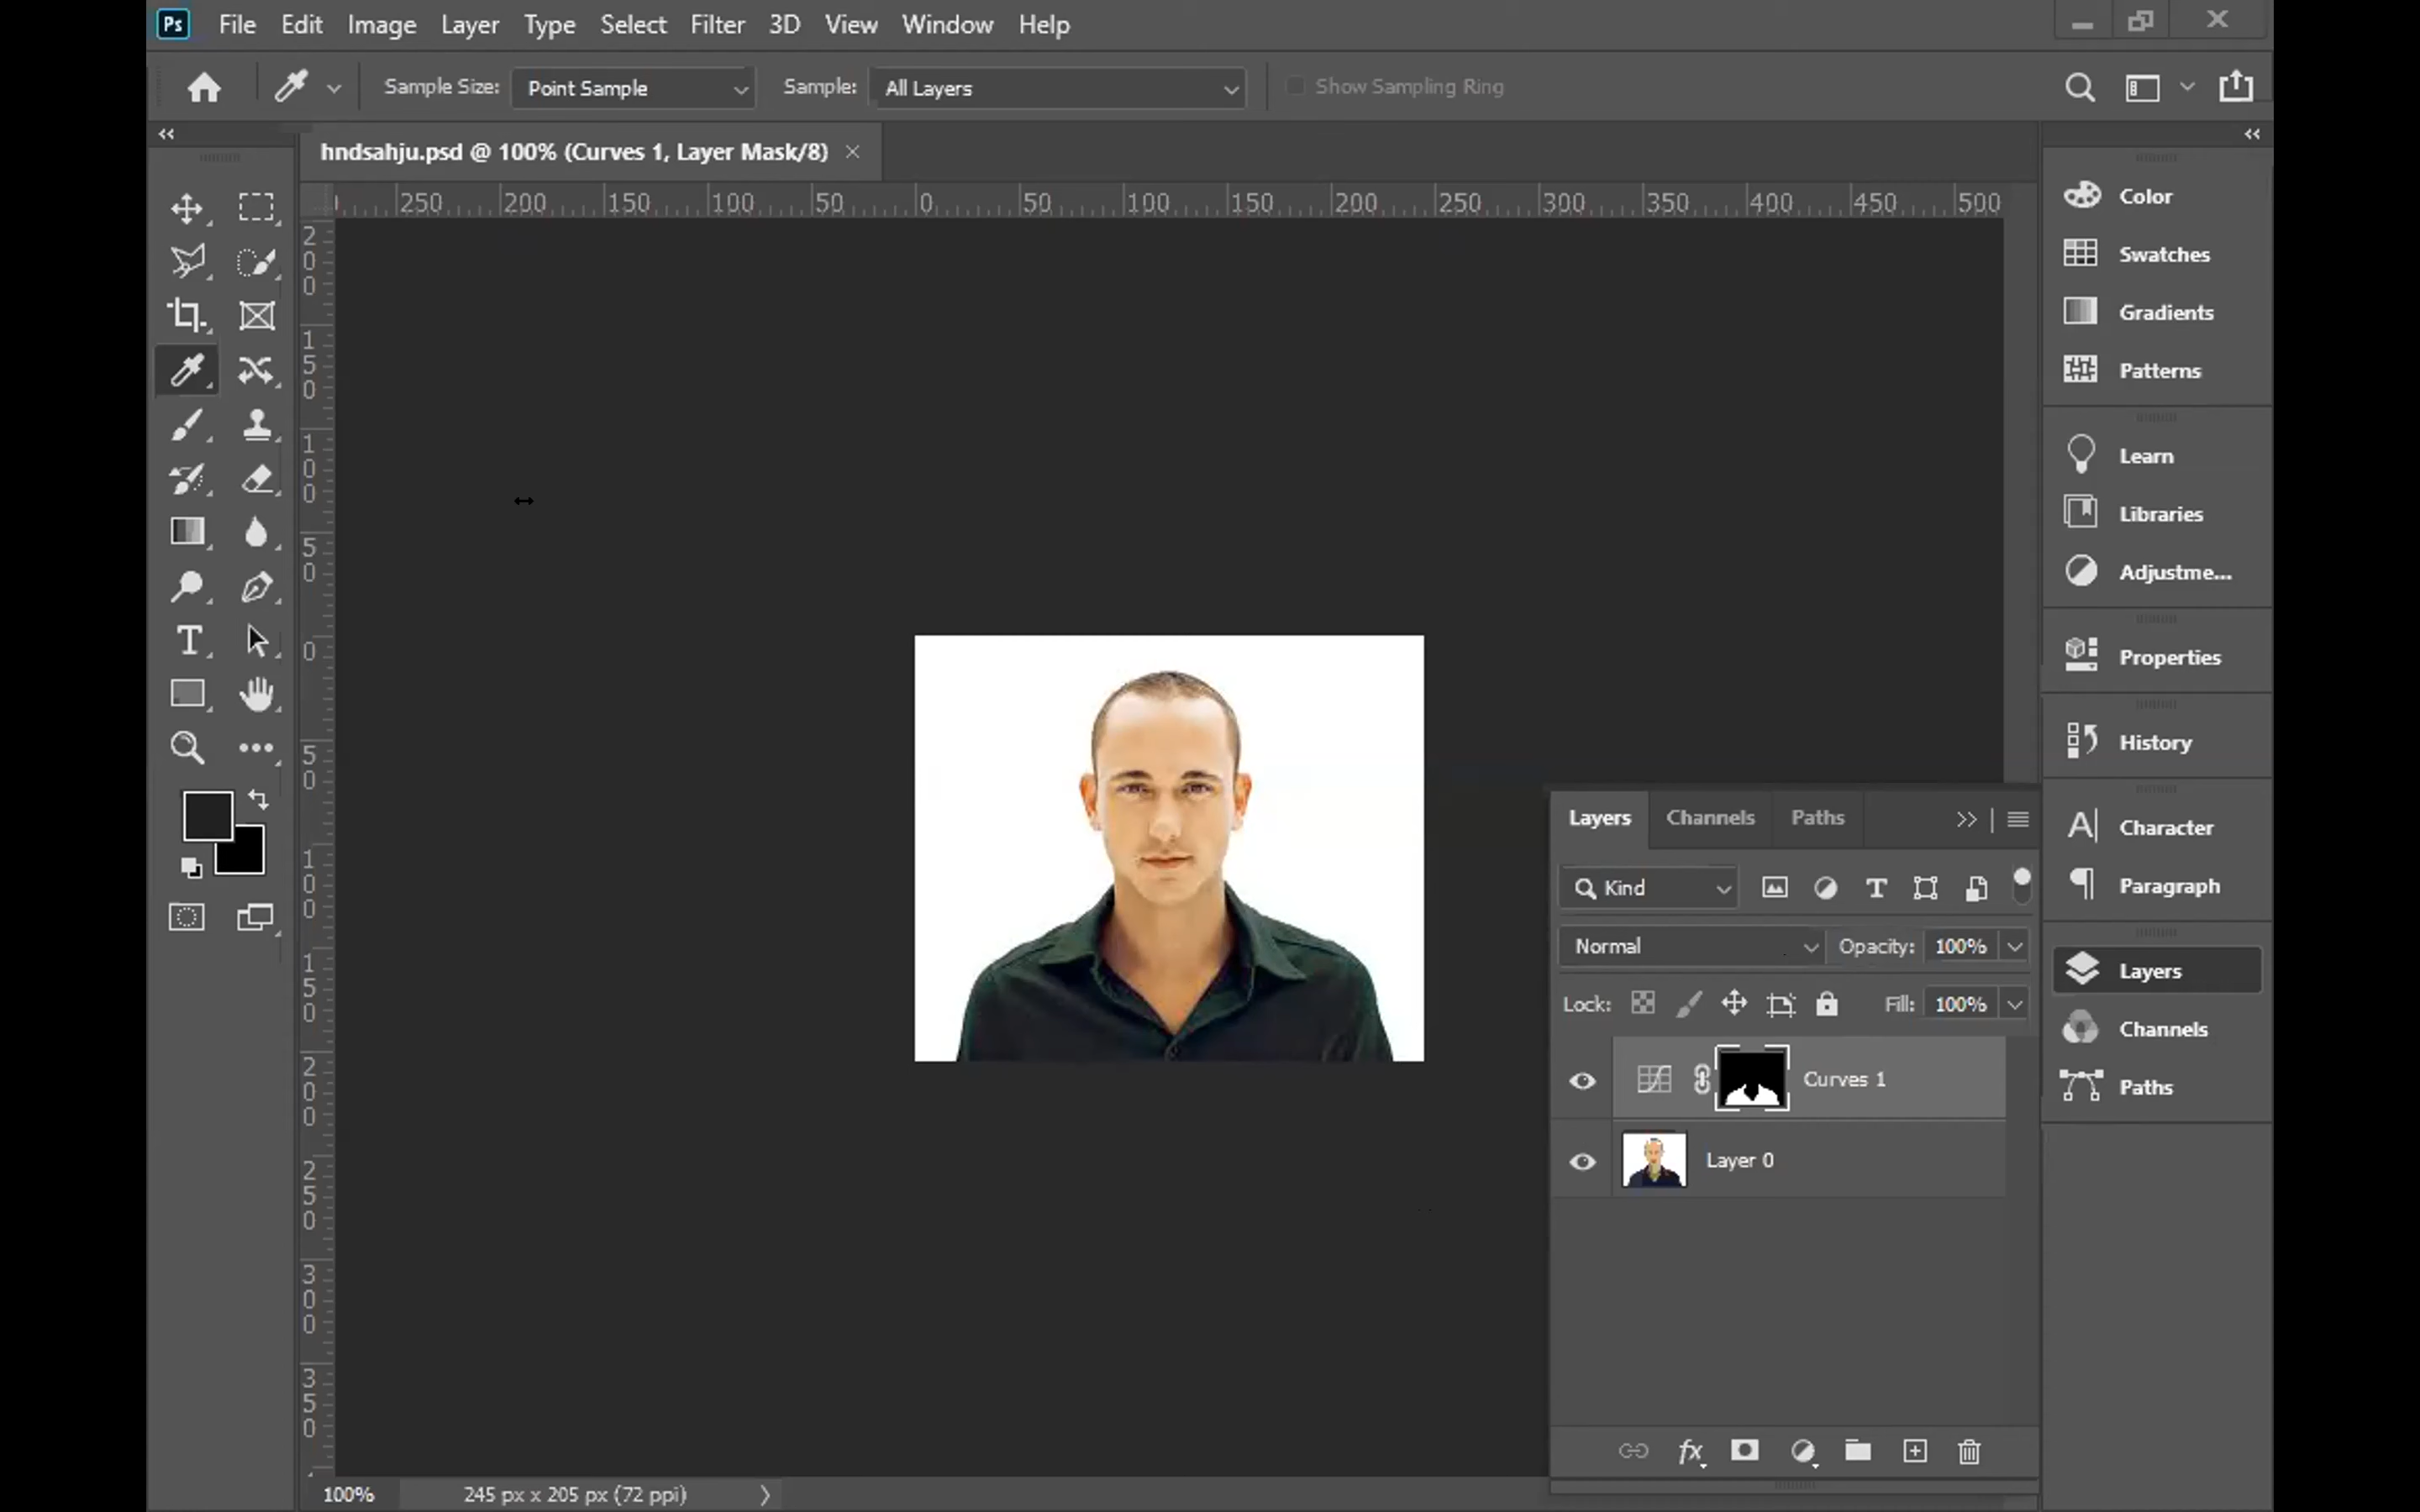 Ps File Edit Image Layer Type Select Filter 3D View Window Help
Sample Size: Point Sample Sample: All Layers Show Sampling Ring
hndsahju.psd @ 100% (Curves 1, Layer Mask/8) ×
250 200 150 100 50 0 50 100 150 200 250 300 350 400 450 500
200
150
100
50
0
50
100
150
200
250
300
350
Color
Swatches
Gradients
Patterns
Learn
Libraries
Adjustme...
Properties
History
Character
Paragraph
Layers
Channels
Paths
Layers Channels Paths
Kind
Normal Opacity: 100%
Lock: Fill: 100%
Curves 1
Layer 0
fx
100% 245 px x 205 px (72 ppi)